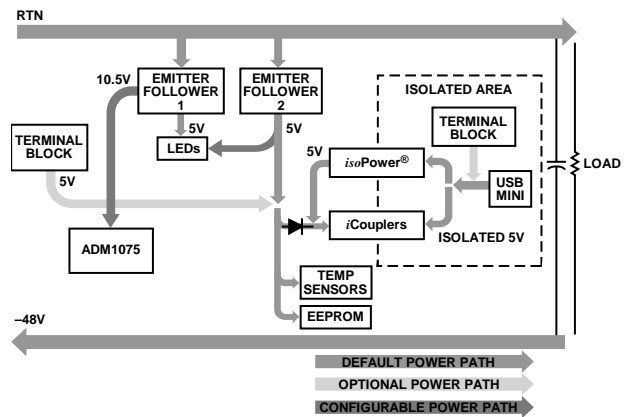 RTN
10.5V
EMITTER
FOLLOWER
1
EMITTER
FOLLOWER
2
ISOLATED AREA
TERMINAL
BLOCK
5V
LEDs
5V
5V
isoPower®
TERMINAL
BLOCK
5V
USB
MINI
LOAD
iCouplers
ISOLATED 5V
ADM1075
TEMP
SENSORS
EEPROM
–48V
DEFAULT POWER PATH
OPTIONAL POWER PATH
CONFIGURABLE POWER PATH